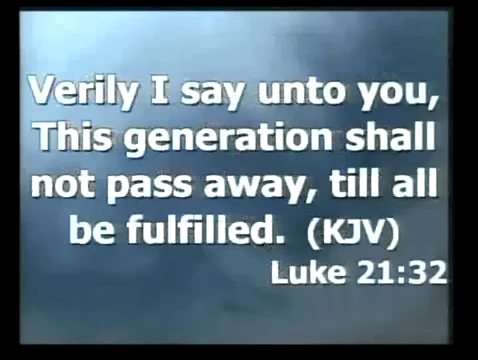 Verily I say unto you,
This generation shall
not pass away, till all
be fulfilled. (KJV)
Luke 21:32